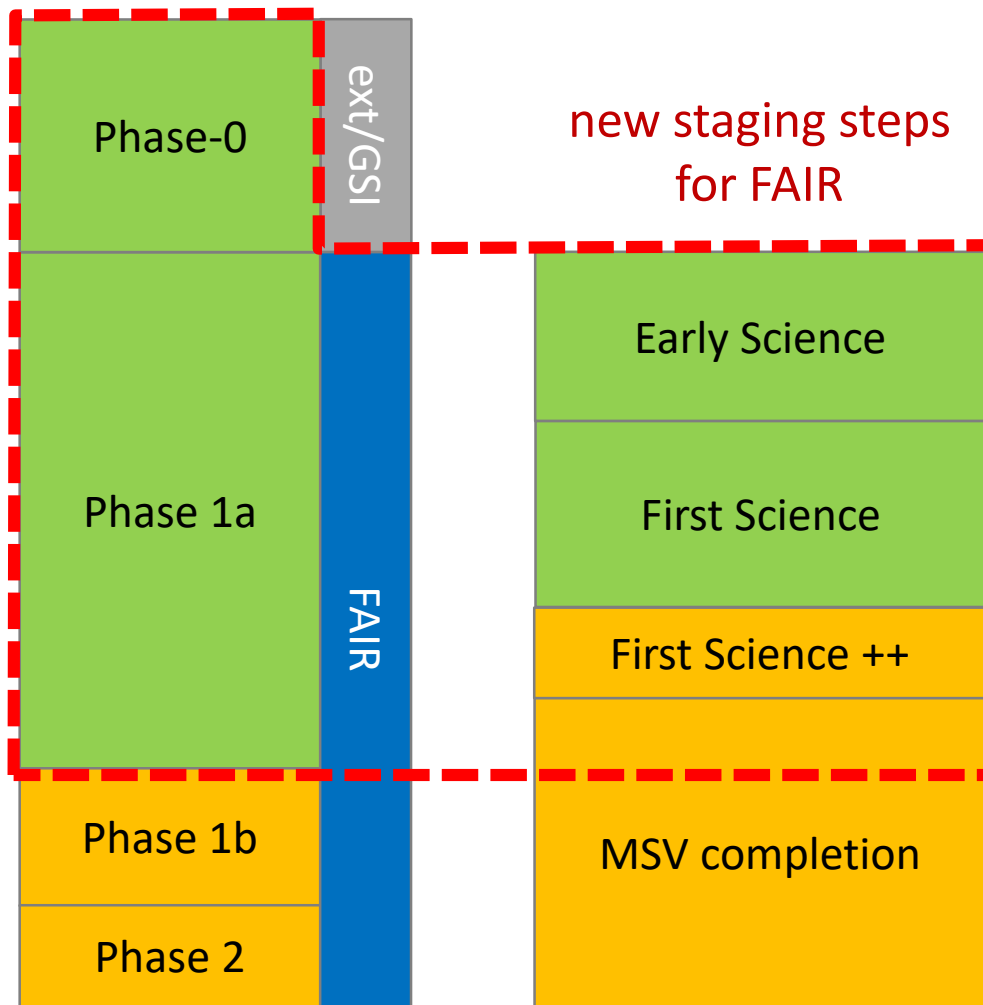 Phase-0
ext/GSI
new staging steps
for FAIR
Phase 1a
FAIR
Early Science
First Science
First Science ++
Phase 1b
MSV completion
Phase 2